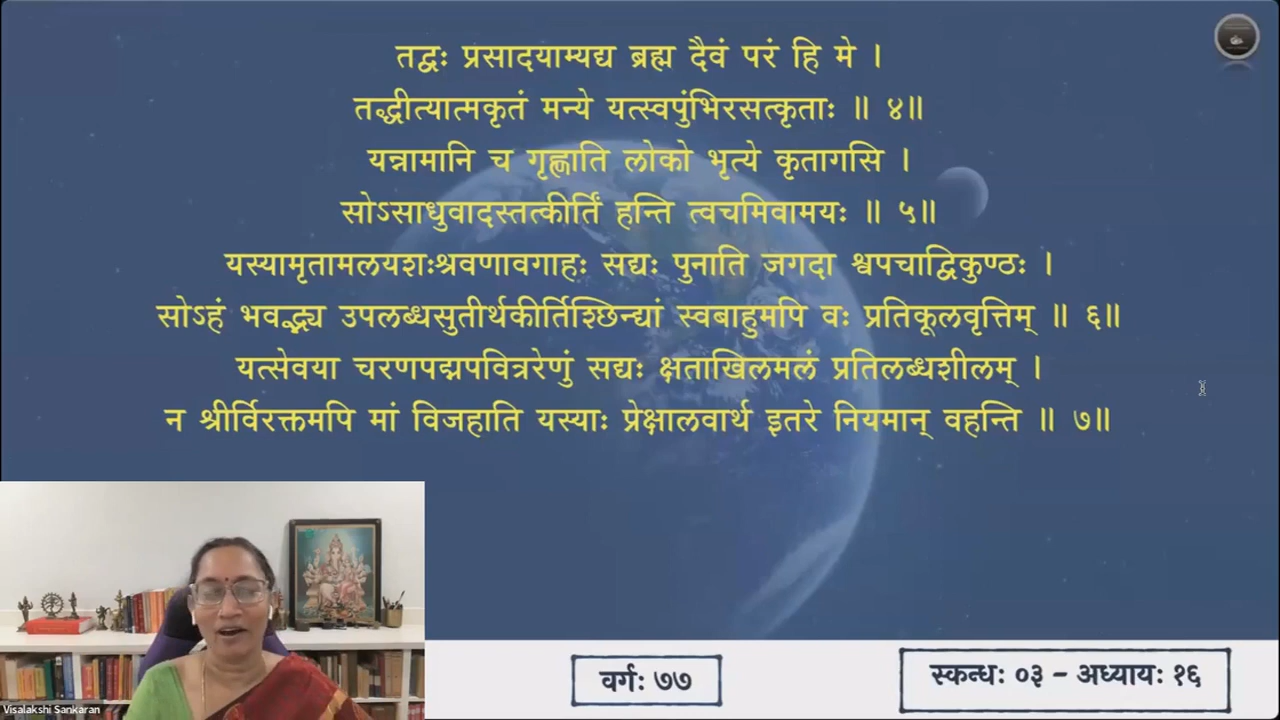 तद्वः प्रसादयाम्यद्य ब्रह्म दैवं परं हि मे ।
तद्धीत्यात्मकृतं मन्ये यत्स्वपुंभिरसत्कृताः ॥ ४॥
यन्नामानि च गृह्णाति लोको भृत्ये कृतागसि ।
सोऽसाधुवादस्तत्कीर्तिं हन्ति त्वचमिवामयः ॥ ५॥
यस्यामृतामलयशःश्रवणावगाहः सद्यः पुनाति जगदा श्वपचाद्विकुण्ठः ।
सोऽहं भवद्भ्य उपलब्धसुतीर्थकीर्तिश्छिन्द्यां स्वबाहुमपि वः प्रतिकूलवृत्तिम् ॥ ६॥
यत्सेवया चरणपद्मपवित्ररेणुं सद्यः क्षताखिलमलं प्रतिलब्धशीलम् ।
न श्रीर्विरक्तमपि मां विजहाति यस्याः प्रेक्षालवार्थ इतरे नियमान् वहन्ति ॥ ७॥
Visalakshi Sankaran
वर्गः ७७
स्कन्धः ०३ - अध्यायः १६